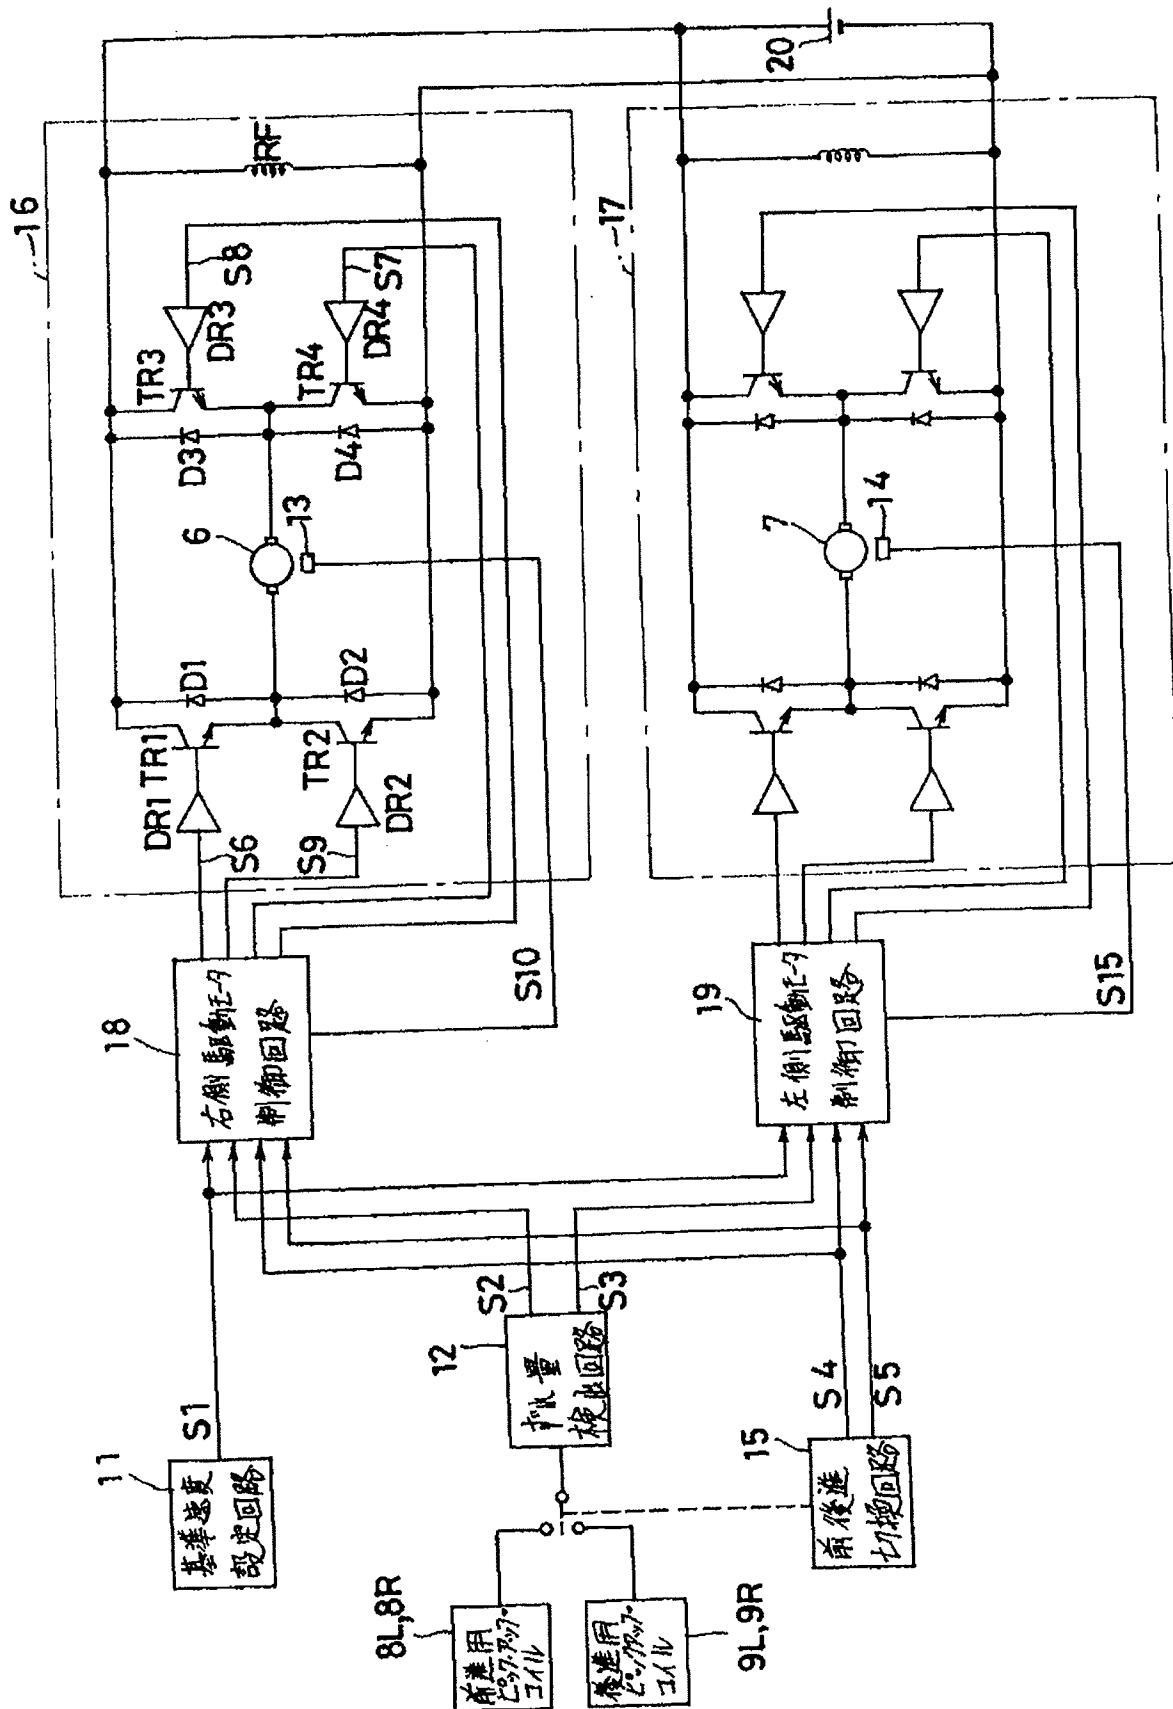 16
RF
S8
S7
DR3
DR4
TR3
TR4
D3
D4
6
13
D1
D2
TR1
TR2
DR1
DR2
S6
S9
20
17
7
14
18
右側駆動モータ
制御回路
S10
19
左側駆動モータ
制御回路
S15
11
基準速度
設定回路
S1
12
ずれ量
検出回路
S2
S3
15
前後進
切換回路
S4
S5
8L,8R
前進用
ピックアップ
コイル
9L,9R
後進用
ピックアップ
コイル